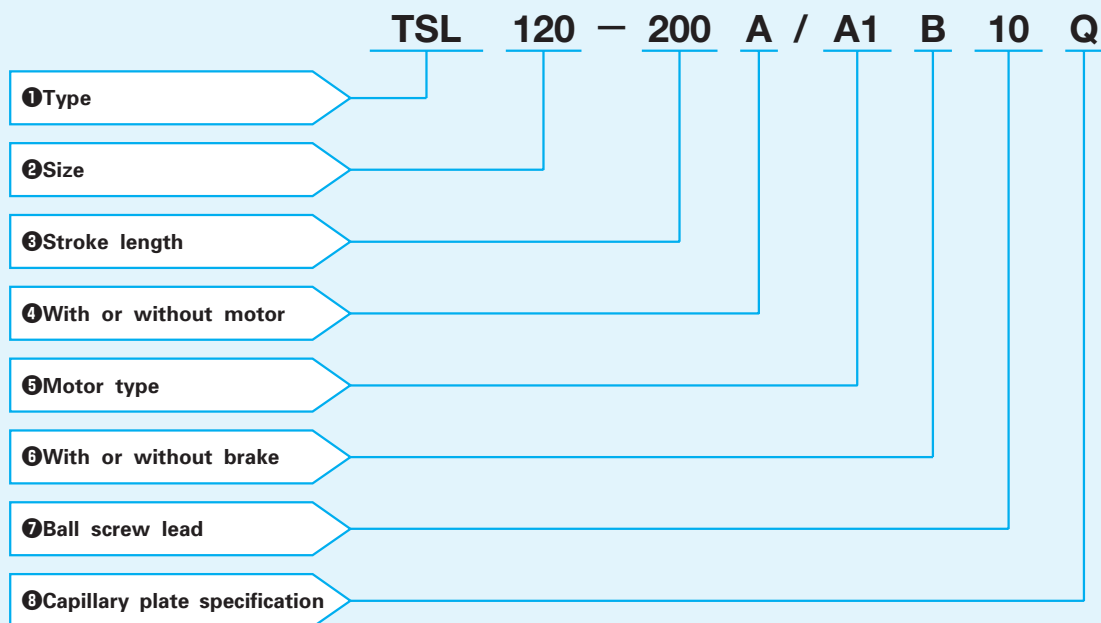 TSL 120 － 200 A / A1 B 10 Q
❶Type
❷Size
❸Stroke length
❹With or without motor
❺Motor type
❻With or without brake
❼Ball screw lead
❽Capillary plate specification